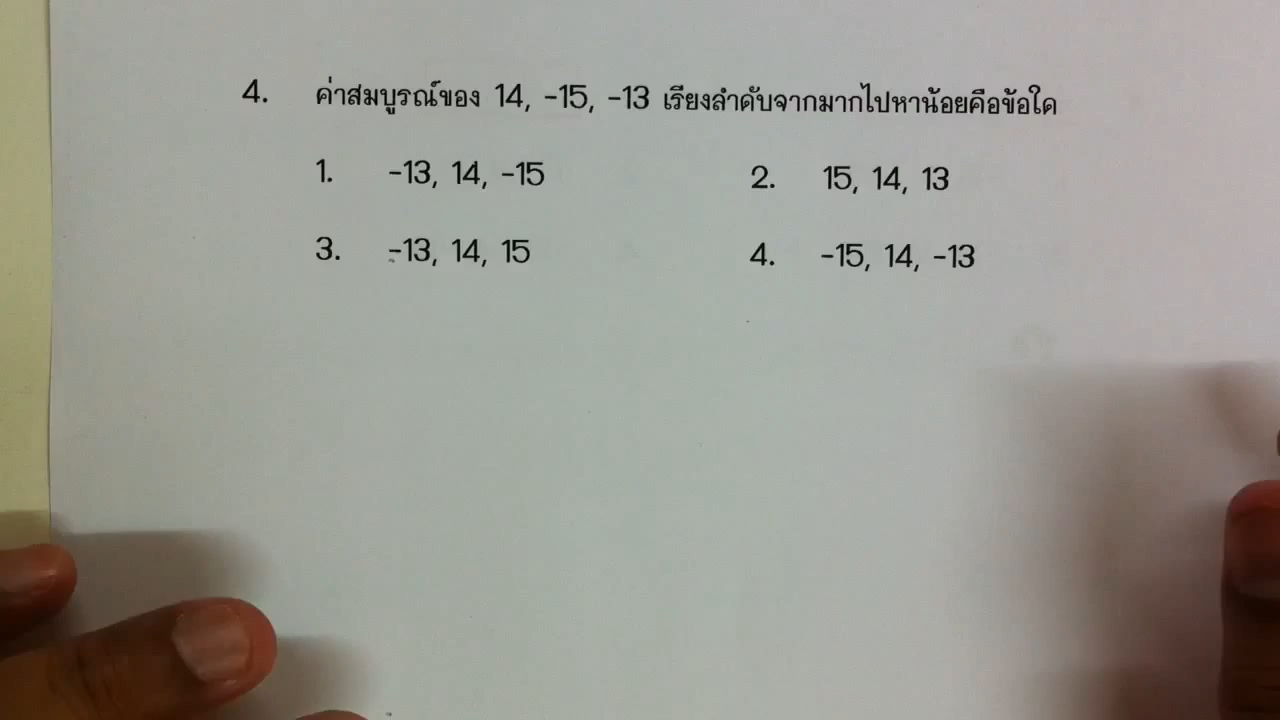 4. ค่าสมบูรณ์ของ 14, -15, -13 เรียงลำดับจากมากไปหาน้อยคือข้อใด
1. -13, 14, -15 2. 15, 14, 13
3. -13, 14, 15 4. -15, 14, -13